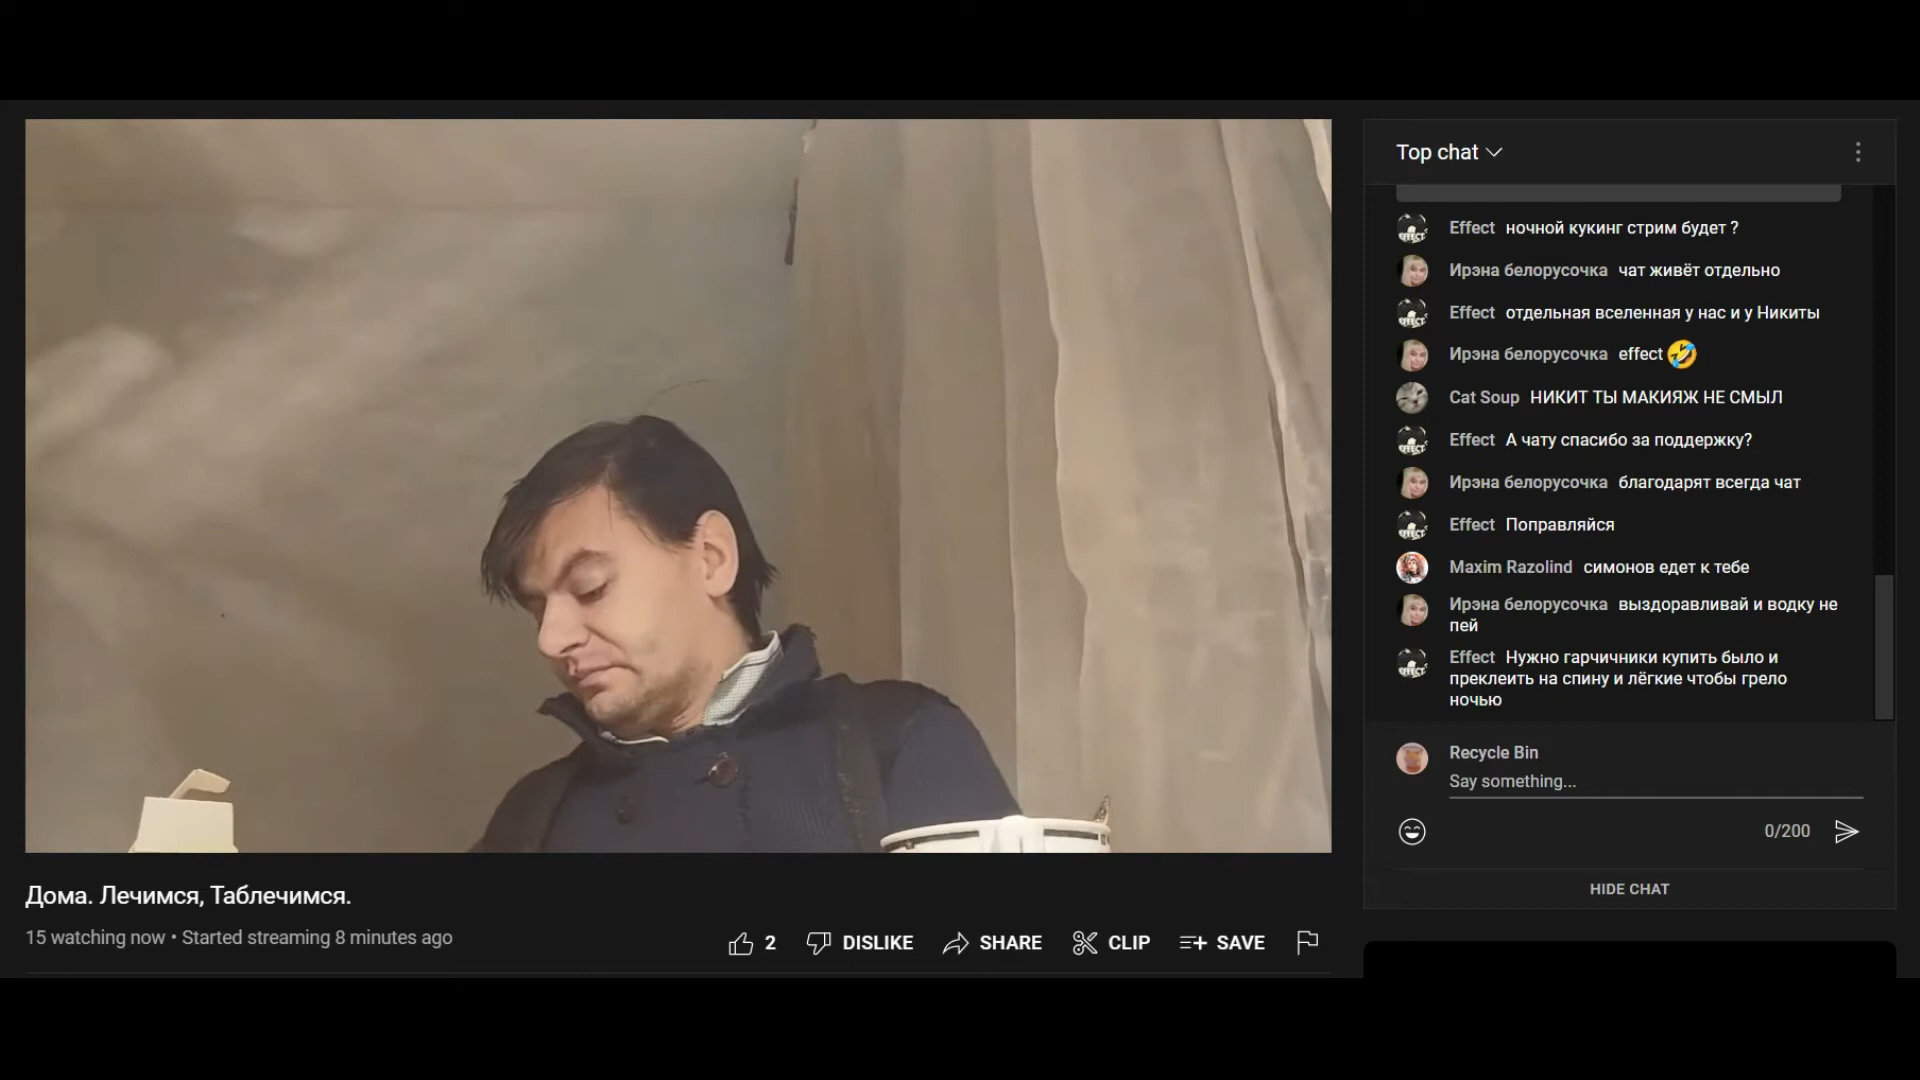 Top chat
Effect ночной кукинг стрим будет ?
Ирэна белорусочка чат живёт отдельно
Effect отдельная вселенная у нас и у Никиты
Ирэна белорусочка effect🤣
Cat Soup НИКИТ ТЫ МАКИЯЖ НЕ СМЫЛ
Effect А чату спасибо за поддержку?
Ирэна белорусочка благодарят всегда чат
Effect Поправляйся
Maxim Razolind симонов едет к тебе
Ирэна белорусочка выздоравливай и водку не
пей
Effect Нужно гарчичники купить было и
преклеить на спину и лёгкие чтобы грело
ночью
Recycle Bin
Say something...
0/200
HIDE CHAT
Дома. Лечимся, Таблечимся.
15 watching now • Started streaming 8 minutes ago
2 DISLIKE SHARE CLIP SAVE